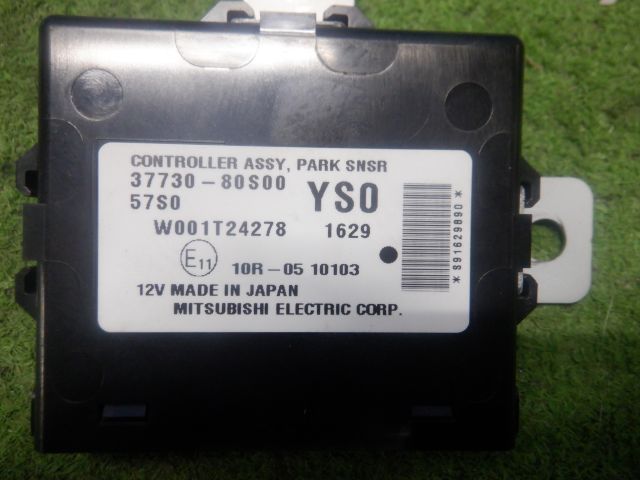 CONTROLLER ASSY, PARK SNSR
37730-80S00
57S0 YS0
W001T24278 1629
E11 10R-05 10103
12V MADE IN JAPAN
MITSUBISHI ELECTRIC CORP.
*891629890*